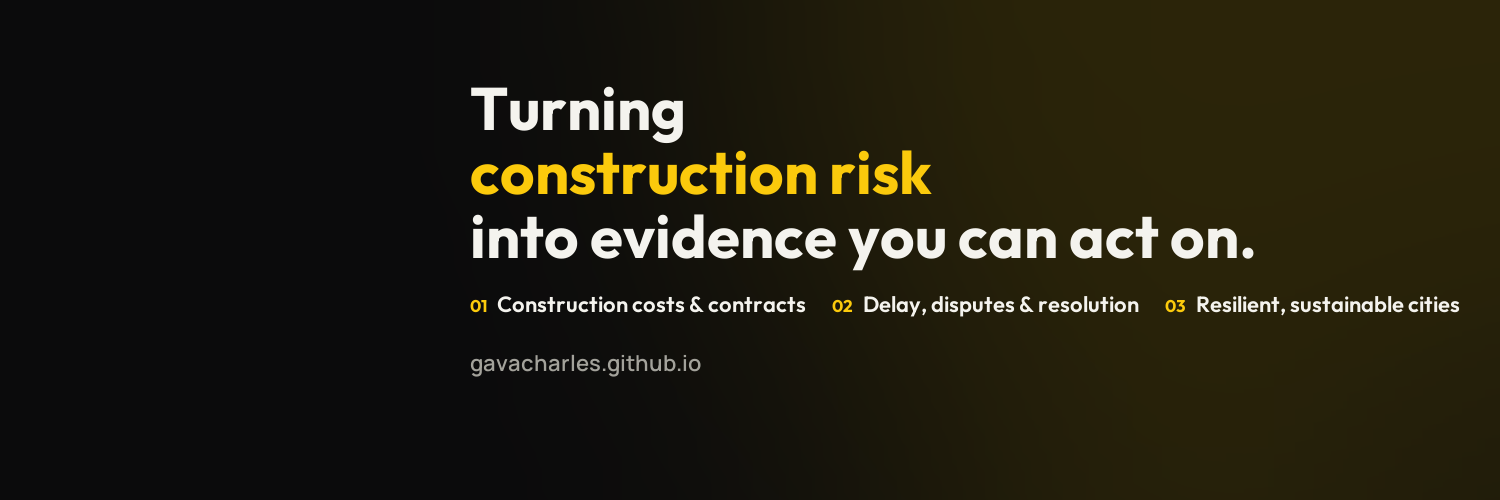 Turning
construction risk
into evidence you can act on.
01 Construction costs & contracts 02 Delay, disputes & resolution 03 Resilient, sustainable cities
gavacharles.github.io